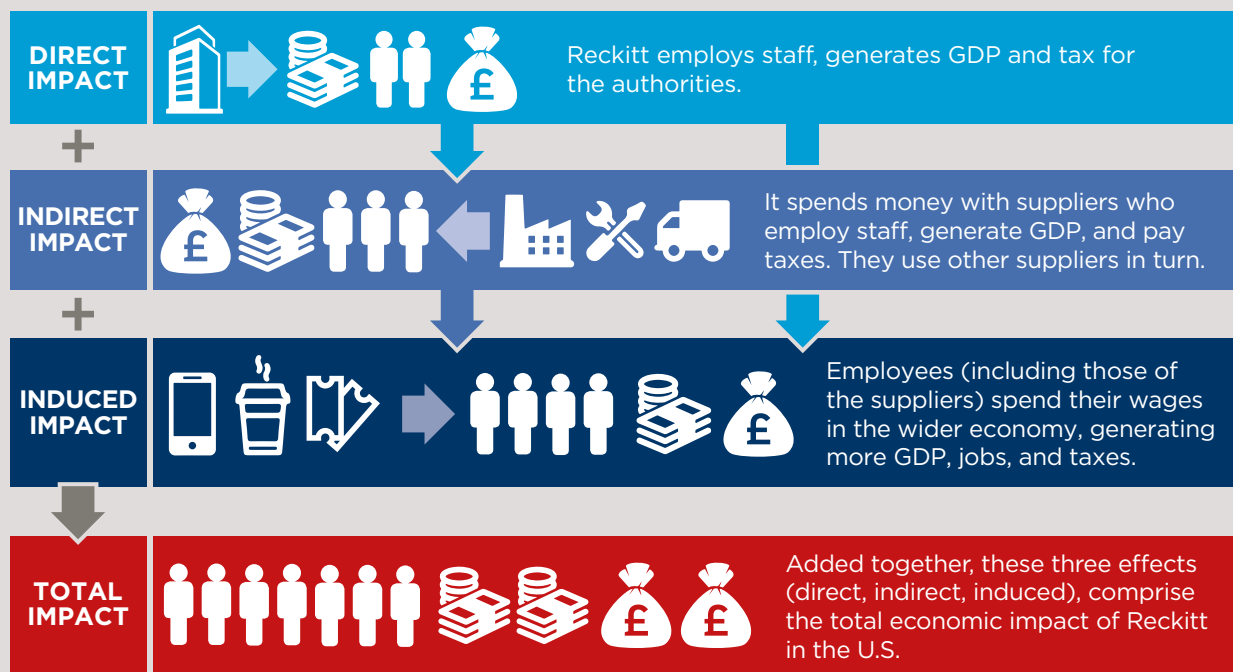 DIRECT
IMPACT
£
Reckitt employs staff, generates GDP and tax for
the authorities.
+
INDIRECT
IMPACT
£
It spends money with suppliers who
employ staff, generate GDP, and pay
taxes. They use other suppliers in turn.
+
INDUCED
IMPACT
£
Employees (including those of
the suppliers) spend their wages
in the wider economy, generating
more GDP, jobs, and taxes.
TOTAL
IMPACT
£ £
Added together, these three effects
(direct, indirect, induced), comprise
the total economic impact of Reckitt
in the U.S.